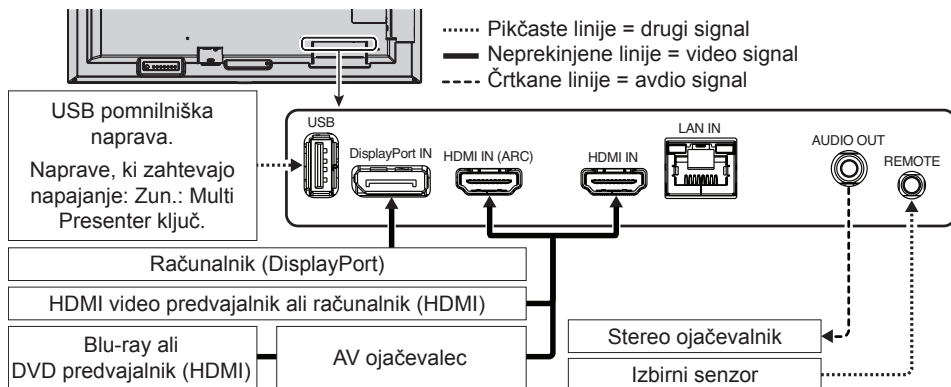 Pikčaste linije = drugi signal
Neprekinjene linije = video signal
Črtkane linije = avdio signal
USB pomnilniška
naprava.
Naprave, ki zahtevajo
napajanje: Zun.: Multi
Presenter ključ.
USB
DisplayPort IN
HDMI IN (ARC)
HDMI IN
LAN IN
AUDIO OUT
REMOTE
Računalnik (DisplayPort)
HDMI video predvajalnik ali računalnik (HDMI)
Blu-ray ali
DVD predvajalnik (HDMI)
AV ojačevalec
Stereo ojačevalnik
Izbirni senzor